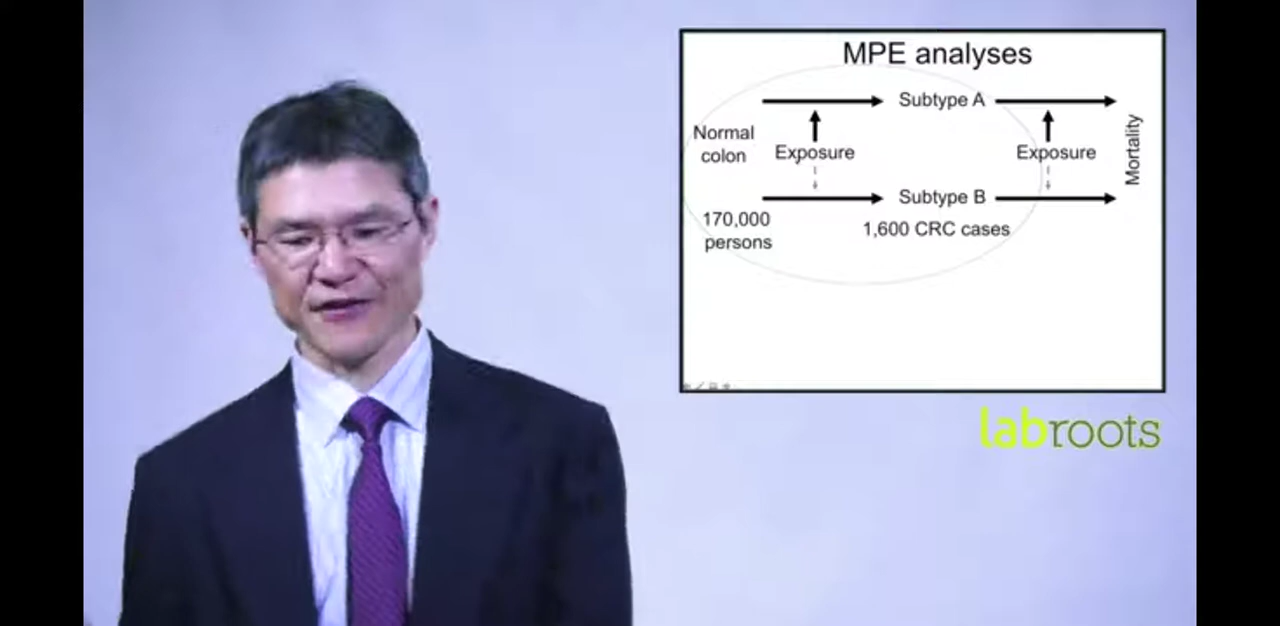 MPE analyses
Subtype A
Normal
colon
Exposure
Exposure
Mortality
Subtype B
170,000
persons
1,600 CRC cases
labroots